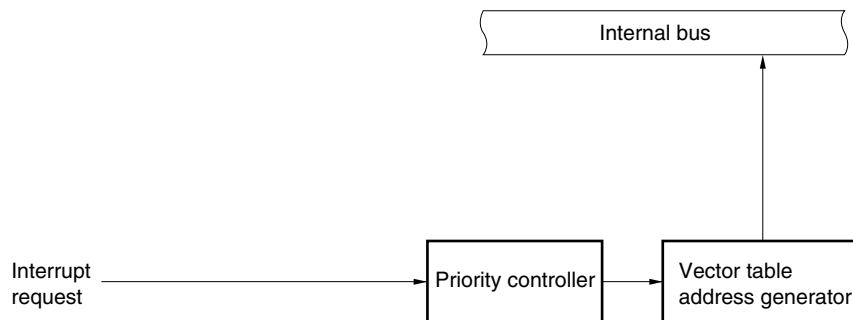 Internal bus
Interrupt
request
Priority controller
Vector table
address generator